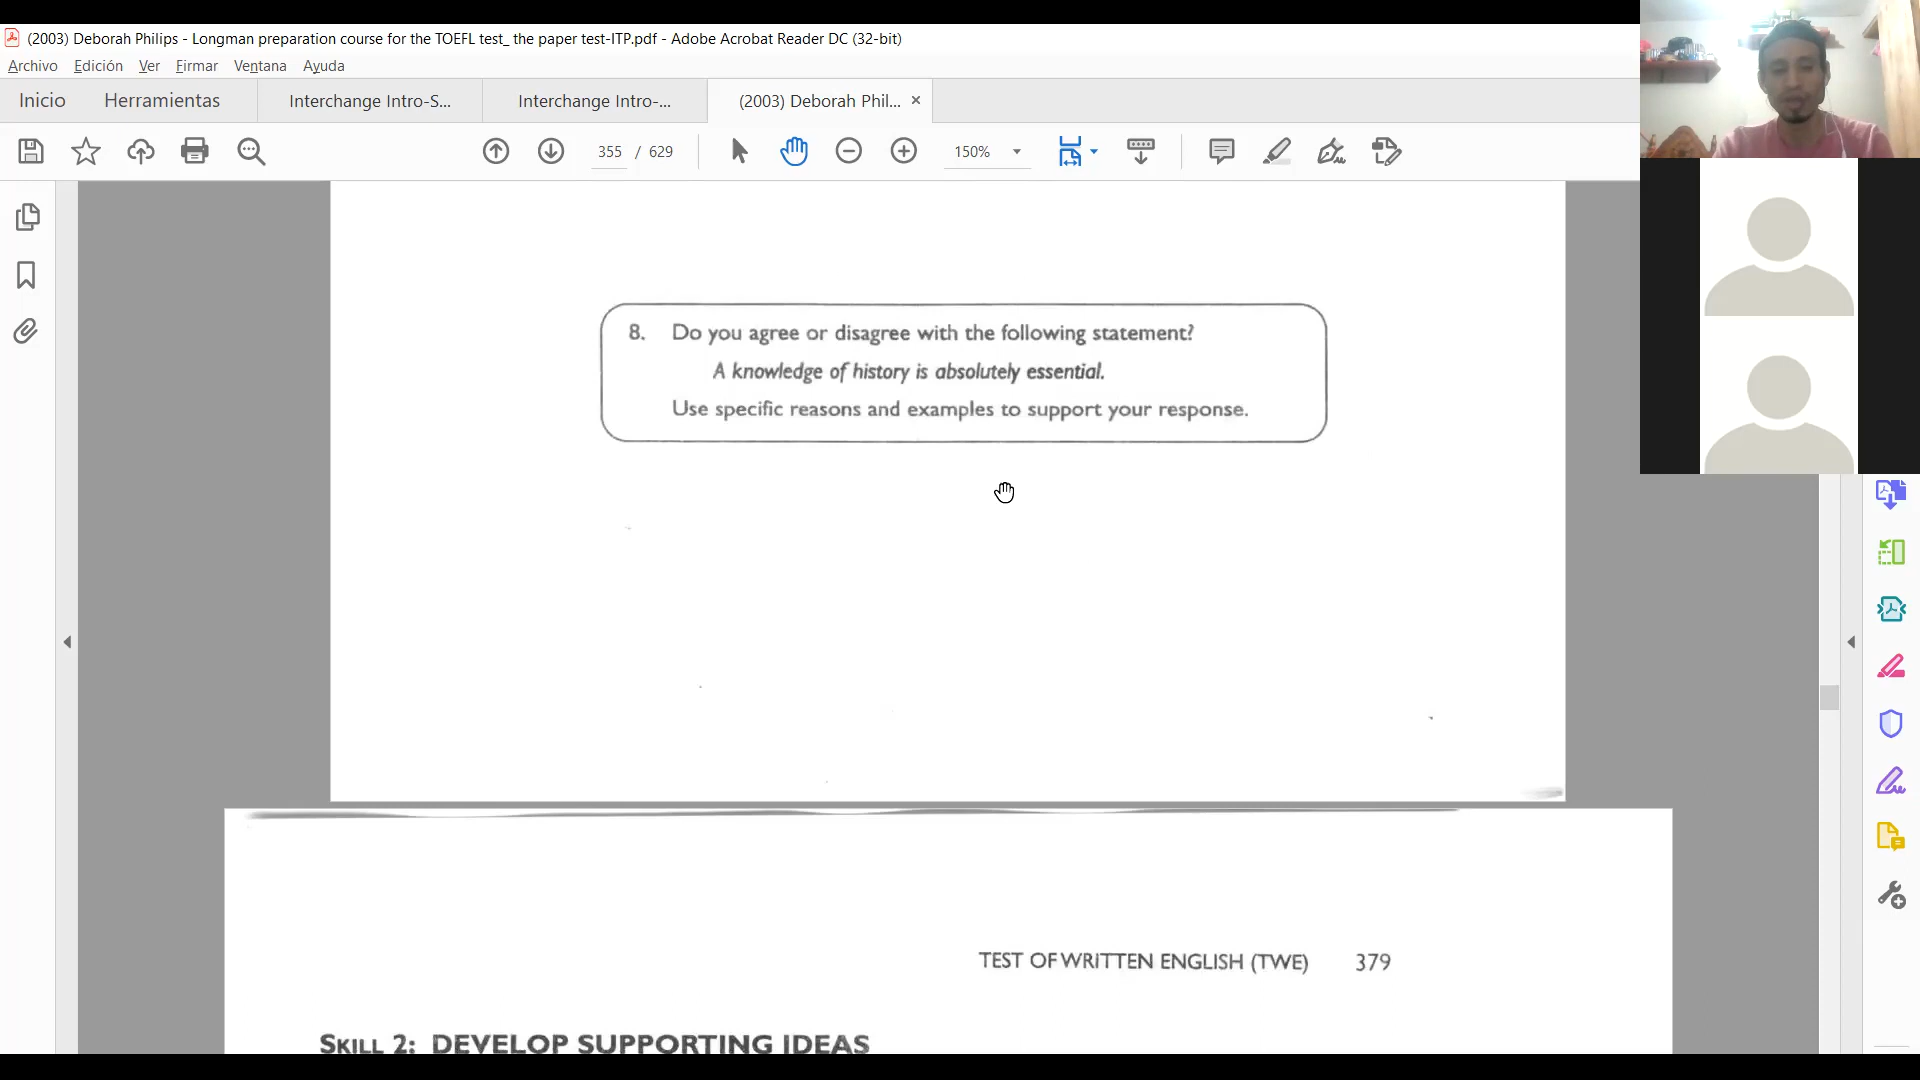 (2003) Deborah Philips - Longman preparation course for the TOEFL test_ the paper test-ITP.pdf - Adobe Acrobat Reader DC (32-bit)
Archivo Edición Ver Firmar Ventana Ayuda
Inicio Herramientas Interchange Intro-S... Interchange Intro-... (2003) Deborah Phil... ×
355 / 629 150%
8. Do you agree or disagree with the following statement?
A knowledge of history is absolutely essential.
Use specific reasons and examples to support your response.
TEST OF WRITTEN ENGLISH (TWE) 379
SKILL 2: DEVELOP SUPPORTING IDEAS